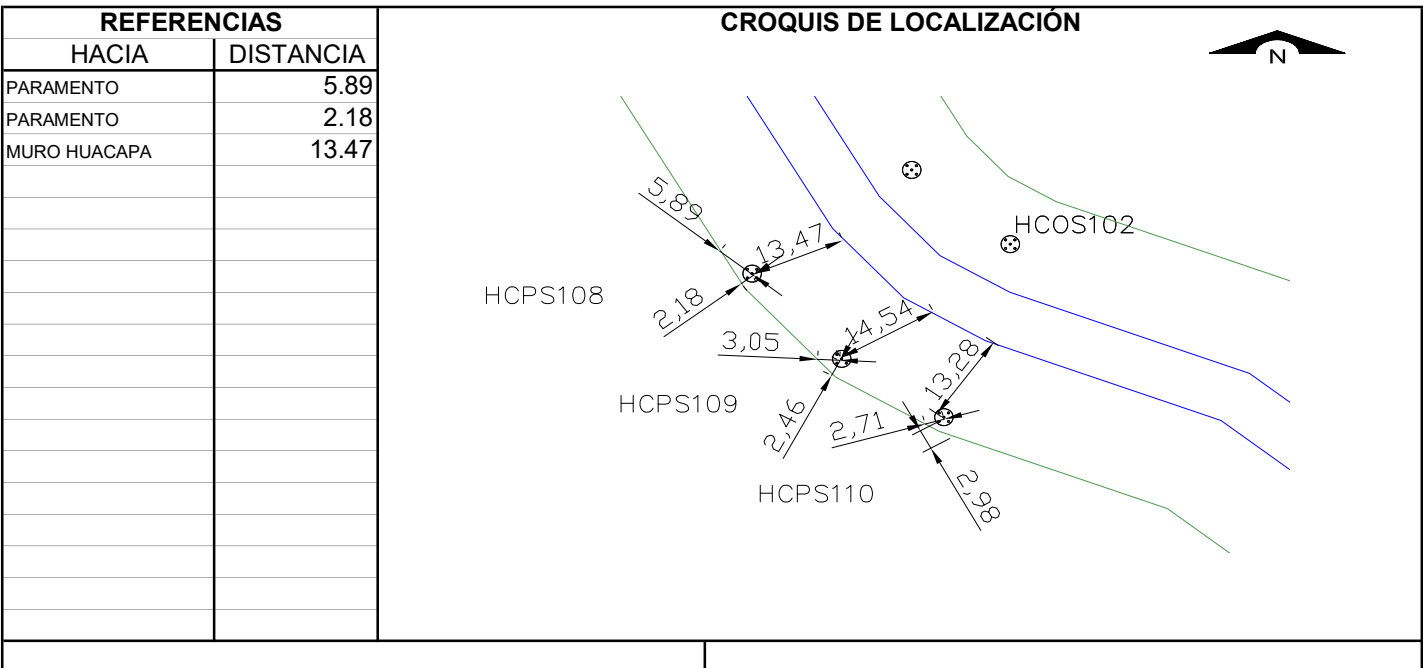 REFERENCIAS
HACIA DISTANCIA
PARAMENTO 5.89
PARAMENTO 2.18
MURO HUACAPA 13.47
CROQUIS DE LOCALIZACIÓN
N
HCOS102
5,89
13,47
HCPS108
2,18
14,54
3,05
13,28
HCPS109
2,46
2,71
HCPS110
2,98